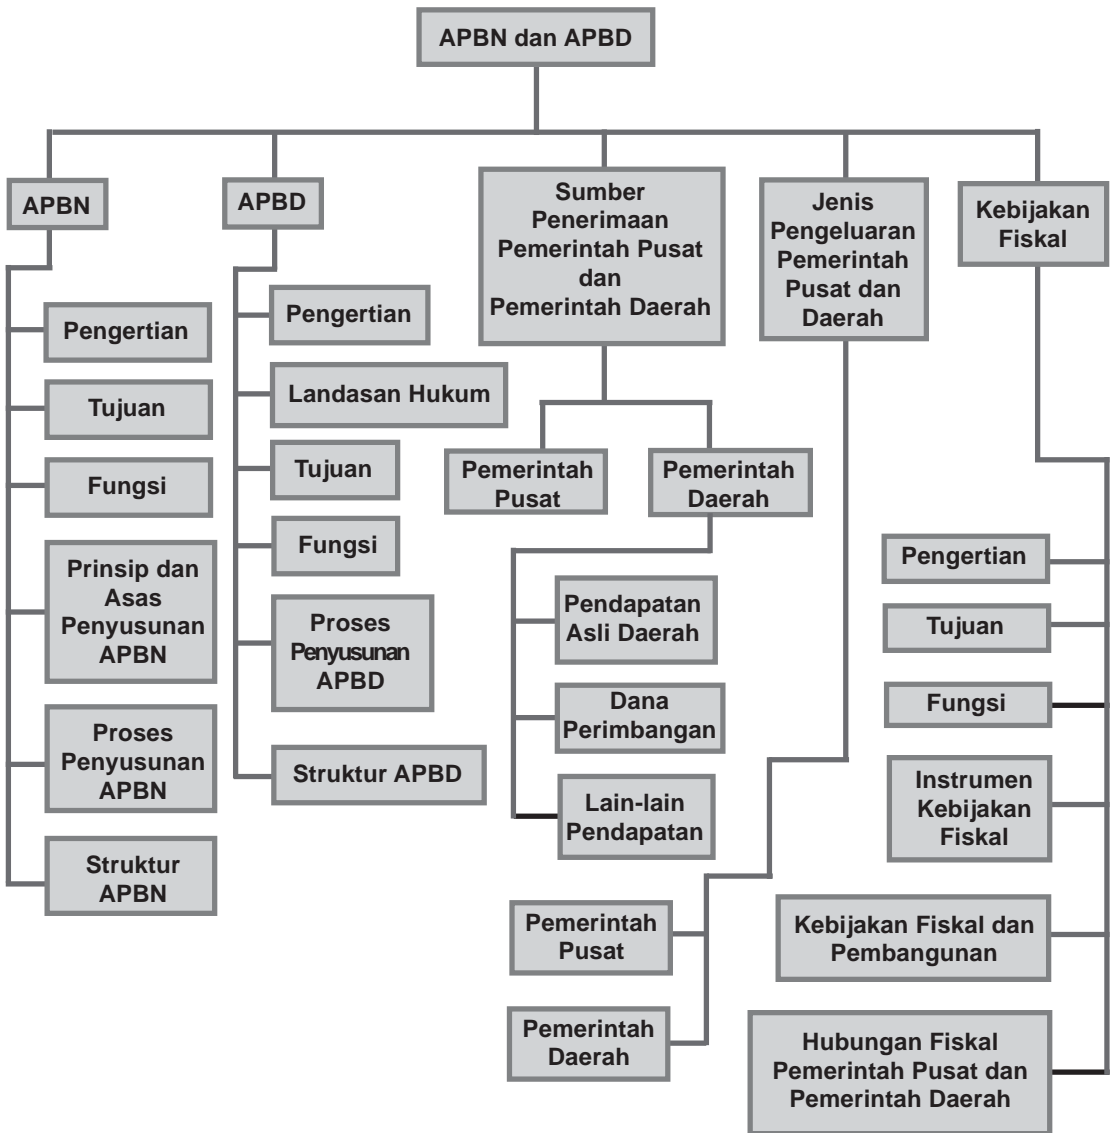 APBN dan APBD
APBN
Pengertian
Tujuan
Fungsi
Prinsip dan
Asas
Penyusunan
APBN
Proses
Penyusunan
APBN
Struktur
APBN
APBD
Pengertian
Landasan Hukum
Tujuan
Fungsi
Proses
Penyusunan
APBD
Struktur APBD
Sumber
Penerimaan
Pemerintah Pusat
dan
Pemerintah Daerah
Pemerintah
Pusat
Pemerintah
Daerah
Pendapatan
Asli Daerah
Dana
Perimbangan
Lain-lain
Pendapatan
Jenis
Pengeluaran
Pemerintah
Pusat dan
Daerah
Pemerintah
Pusat
Pemerintah
Daerah
Kebijakan
Fiskal
Pengertian
Tujuan
Fungsi
Instrumen
Kebijakan
Fiskal
Kebijakan Fiskal dan
Pembangunan
Hubungan Fiskal
Pemerintah Pusat dan
Pemerintah Daerah